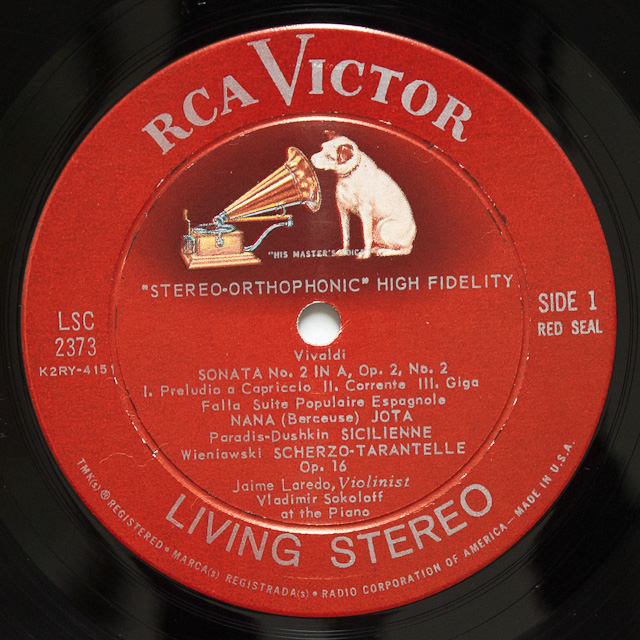 RCA VICTOR
"HIS MASTER'S VOICE"
"STEREO-ORTHOPHONIC" HIGH FIDELITY
LSC
2373
K2RY-4151
SIDE 1
RED SEAL
Vivaldi
SONATA No. 2 IN A, Op. 2, No. 2
I. Preludio a Capriccio II. Corrente III. Giga
Falla Suite Populaire Espagnole
NANA (Berceuse) JOTA
Paradis-Dushkin SICILIENNE
Wieniawski SCHERZO-TARANTELLE
Op. 16
Jaime Laredo, Violinist
Vladimir Sokoloff
at the Piano
LIVING STEREO
TMK(s) ® REGISTERED • MARCA(s) REGISTRADA(s) • RADIO CORPORATION OF AMERICA—MADE IN U.S.A.